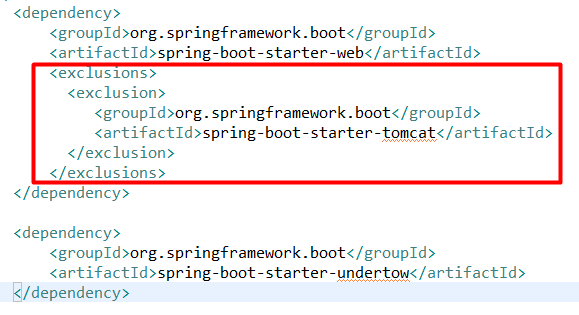 <dependency>
<groupId>org.springframework.boot</groupId>
<artifactId>spring-boot-starter-web</artifactId>
<exclusions>
<exclusion>
<groupId>org.springframework.boot</groupId>
<artifactId>spring-boot-starter-tomcat</artifactId>
</exclusion>
</exclusions>
</dependency>
<dependency>
<groupId>org.springframework.boot</groupId>
<artifactId>spring-boot-starter-undertow</artifactId>
</dependency>